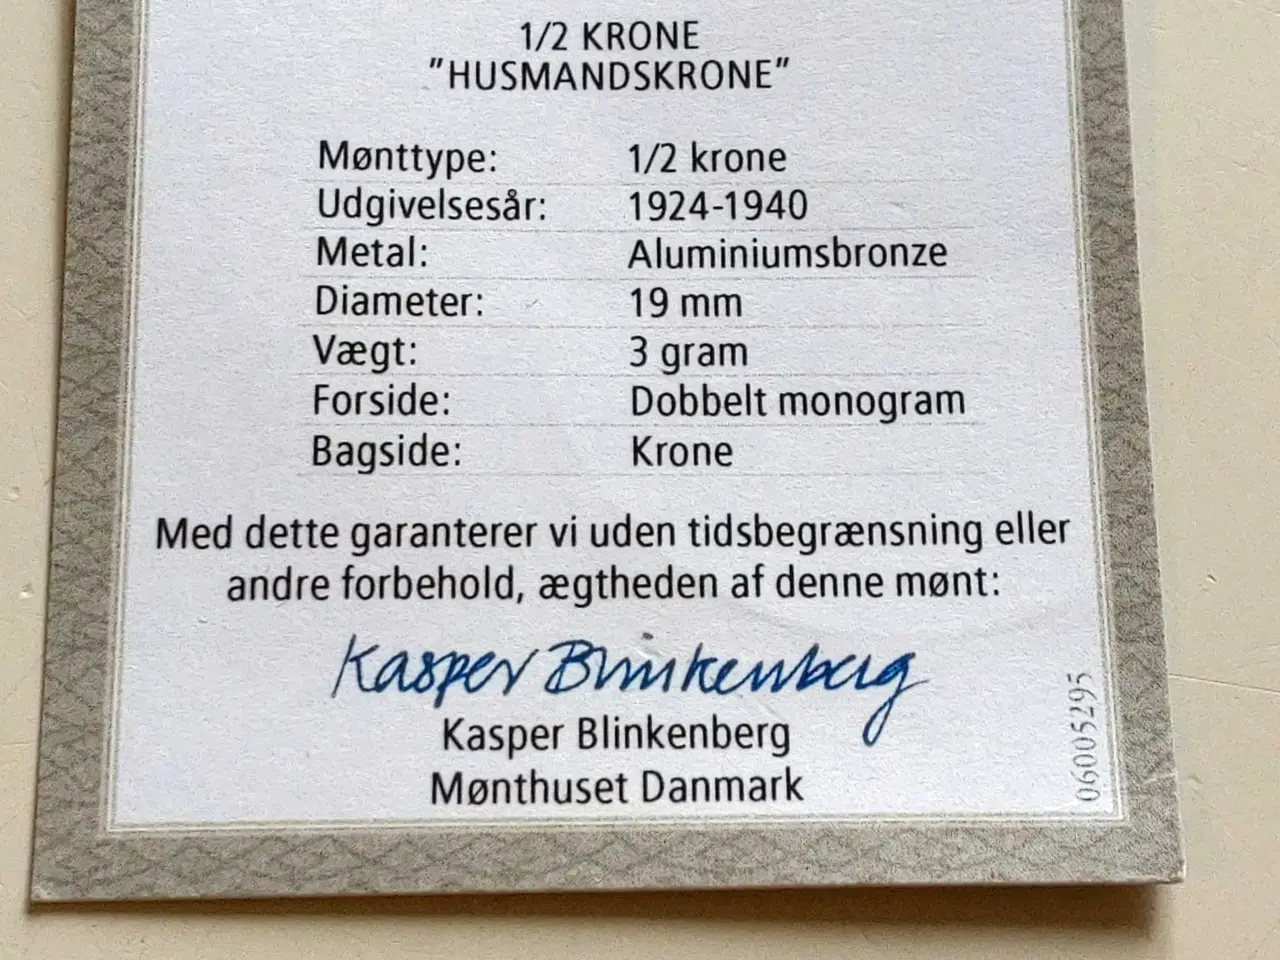 1/2 KRONE
"HUSMANDSKRONE"
Mønttype: 1/2 krone
Udgivelsesår: 1924-1940
Metal: Aluminiumsbronze
Diameter: 19 mm
Vægt: 3 gram
Forside: Dobbelt monogram
Bagside: Krone
Med dette garanterer vi uden tidsbegrænsning eller
andre forbehold, ægtheden af denne mønt:
Kasper Blinkenberg
Kasper Blinkenberg
Mønthuset Danmark
06005295